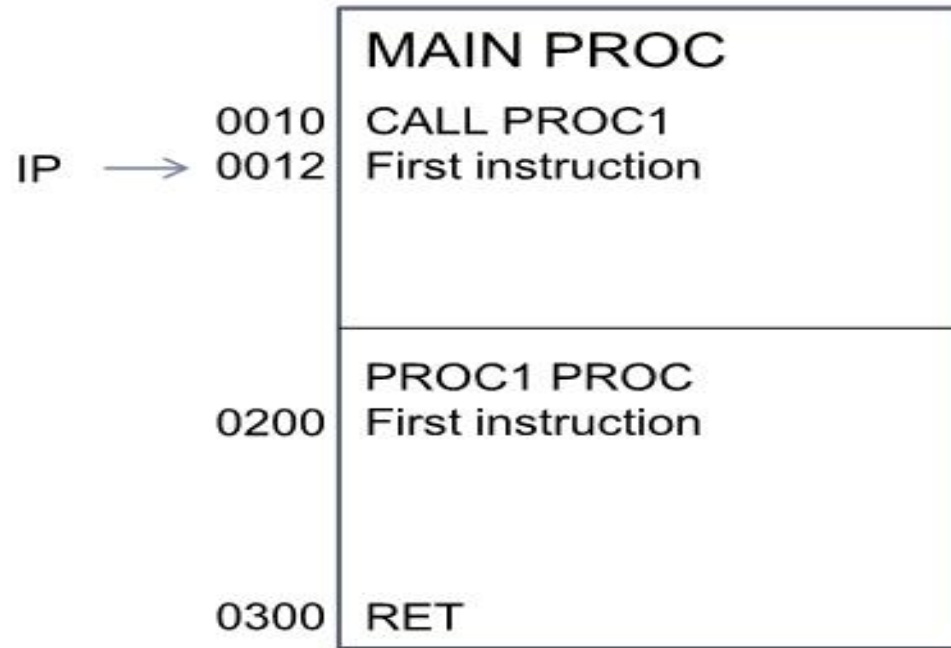 MAIN PROC
0010 CALL PROC1
IP 0012 First instruction
PROC1 PROC
0200 First instruction
0300 RET